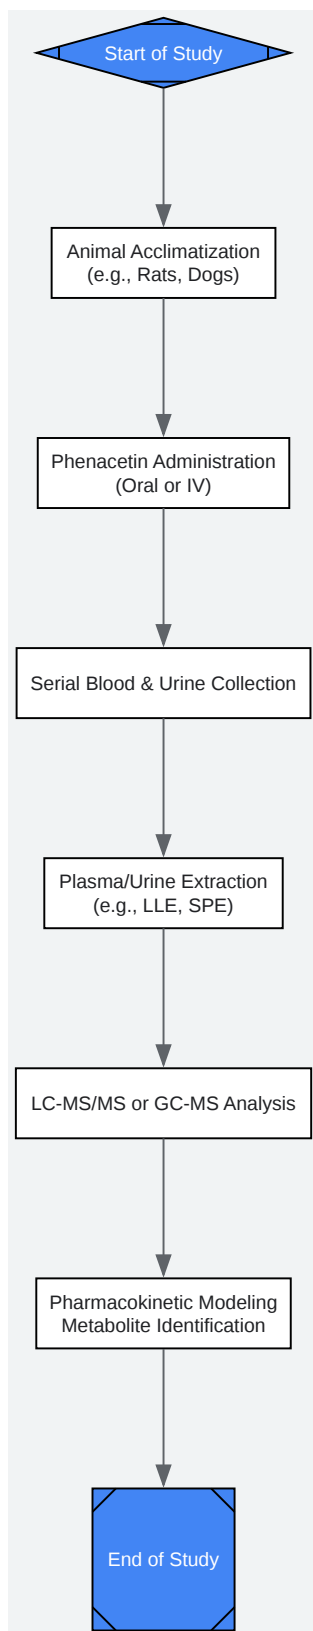 Start of Study
Animal Acclimatization
(e.g., Rats, Dogs)
Phenacetin Administration
(Oral or IV)
Serial Blood & Urine Collection
Plasma/Urine Extraction
(e.g., LLE, SPE)
LC-MS/MS or GC-MS Analysis
Pharmacokinetic Modeling
Metabolite Identification
End of Study